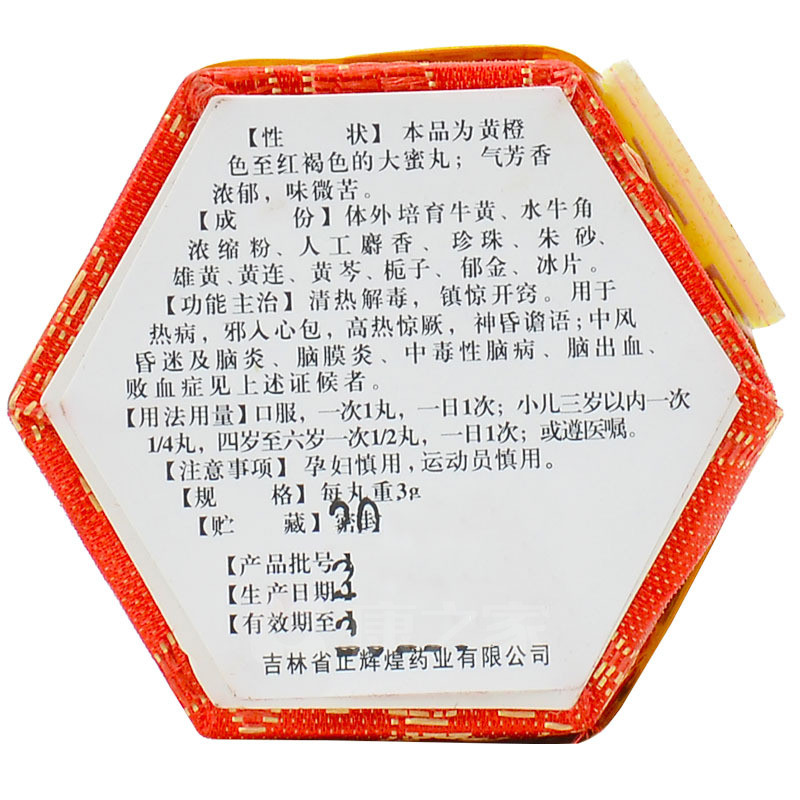 【性 状】本品为黄橙
色至红褐色的大蜜丸；气芳香
浓郁，味微苦。
【成 份】体外培育牛黄、水牛角
浓缩粉、人工麝香、珍珠、朱砂、
雄黄、黄连、黄芩、栀子、郁金、冰片。
【功能主治】清热解毒，镇惊开窍。用于
热病，邪入心包，高热惊厥，神昏谵语；中风
昏迷及脑炎、脑膜炎、中毒性脑病、脑出血、
败血症见上述证候者。
【用法用量】口服，一次1丸，一日1次；小儿三岁以内一次
1/4丸，四岁至六岁一次1/2丸，一日1次；或遵医嘱。
【注意事项】孕妇慎用，运动员慎用。
【规 格】每丸重3g
【贮 藏】密封
【产品批号】
【生产日期】
【有效期至】
吉林省正辉煌药业有限公司